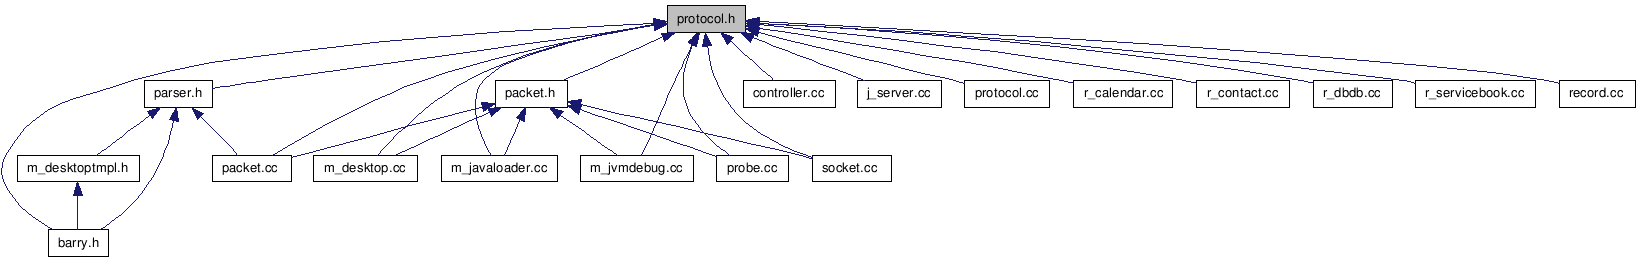 protocol.h
parser.h
packet.h
controller.cc
j_server.cc
protocol.cc
r_calendar.cc
r_contact.cc
r_dbdb.cc
r_servicebook.cc
record.cc
m_desktoptmpl.h
packet.cc
m_desktop.cc
m_javaloader.cc
m_jvmdebug.cc
probe.cc
socket.cc
barry.h